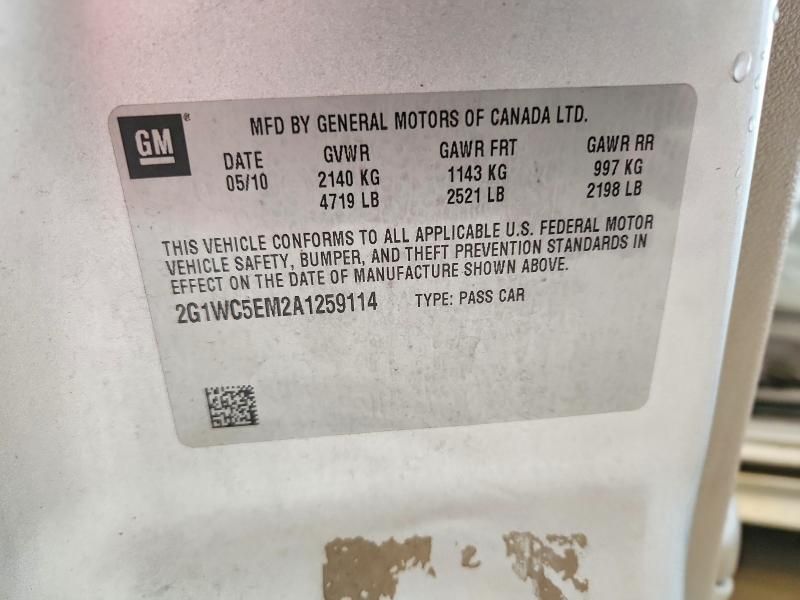 GM ®
MFD BY GENERAL MOTORS OF CANADA LTD.
DATE GVWR GAWR FRT GAWR RR
05/10 2140 KG 1143 KG 997 KG
4719 LB 2521 LB 2198 LB
THIS VEHICLE CONFORMS TO ALL APPLICABLE U.S. FEDERAL MOTOR
VEHICLE SAFETY, BUMPER, AND THEFT PREVENTION STANDARDS IN
EFFECT ON THE DATE OF MANUFACTURE SHOWN ABOVE.
2G1WC5EM2A1259114 TYPE: PASS CAR